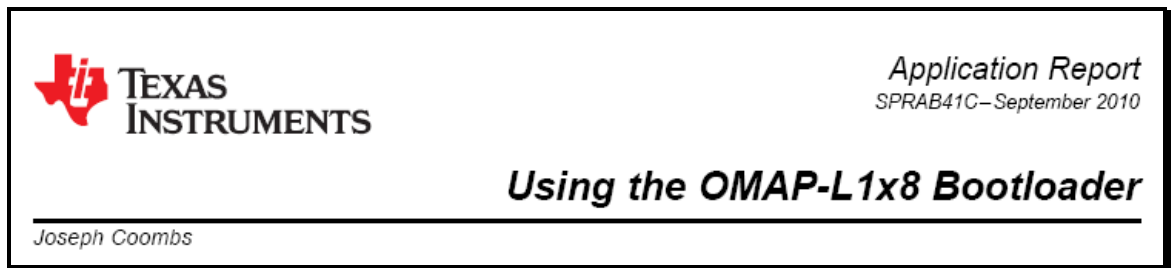 TEXAS
INSTRUMENTS
Application Report
SPRAB41C–September 2010
Using the OMAP-L1x8 Bootloader
Joseph Coombs